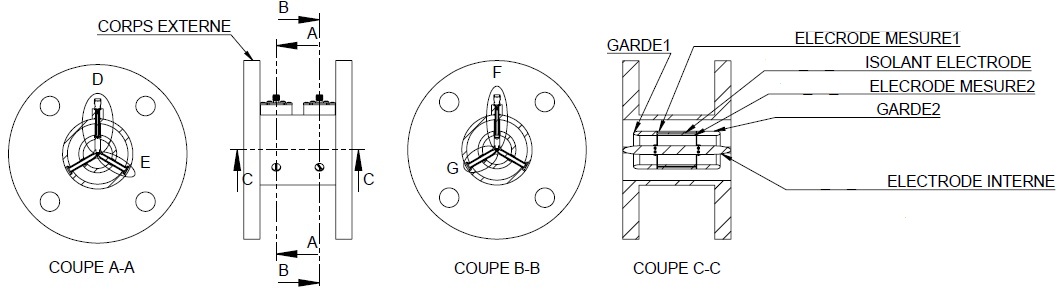 CORPS EXTERNE
D
E
COUPE A-A
B
A
C
C
A
B
F
G
COUPE B-B
GARDE1
ELECRODE MESURE1
ISOLANT ELECTRODE
ELECRODE MESURE2
GARDE2
ELECTRODE INTERNE
COUPE C-C